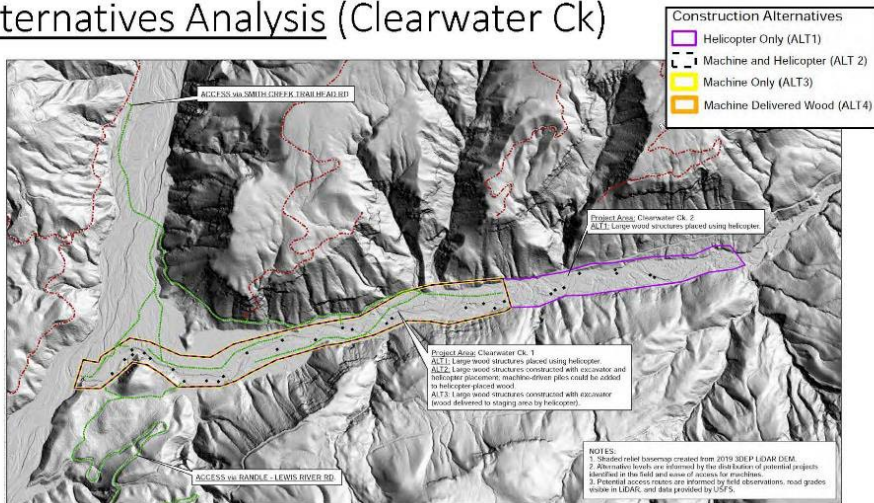 ternatives Analysis (Clearwater Ck)
Construction Alternatives
Helicopter Only (ALT1)
Machine and Helicopter (ALT 2)
Machine Only (ALT3)
Machine Delivered Wood (ALT4)
ACCESS via SMITH CREEK TRAILHEAD RD
Project Area: Clearwater Ck. 2
ALT1: Large wood structures placed using helicopter.
Project Area: Clearwater Ck. 1
ALT1: Large wood structures placed using helicopter.
ALT2: Large wood structures constructed with excavator and
helicopter placement; machine-driven piles could be added
to helicopter-placed wood.
ALT3: Large wood structures constructed with excavator
(wood delivered to staging area by helicopter).
ACCESS via RANDLE - LEWIS RIVER RD.
NOTES:
1. Shaded relief basemap created from 2019 3DEP LiDAR DEM.
2. Alternative levels are informed by the distribution of potential projects
identified in the field and ease of access for machines.
3. Potential access routes are informed by field observations, road grades
visible in LiDAR, and data provided by USFS.